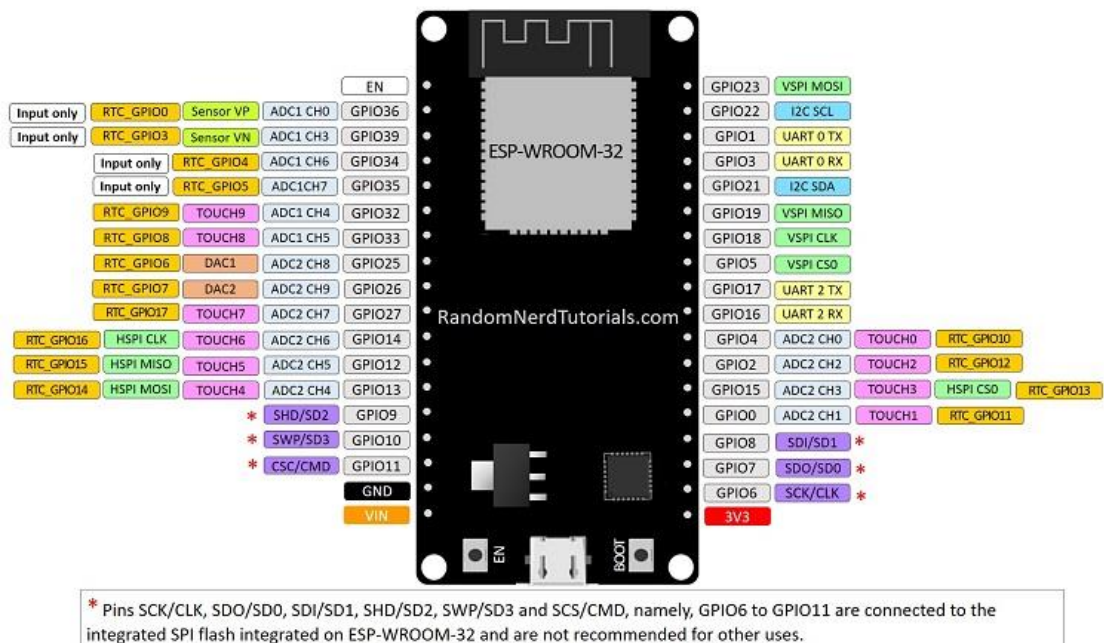 ESP-WROOM-32
EN GPIO23 VSPI MOSI
Input only RTC_GPIO0 Sensor VP ADC1 CH0 GPIO36 GPIO22 I2C SCL
Input only RTC_GPIO3 Sensor VN ADC1 CH3 GPIO39 GPIO1 UART 0 TX
Input only RTC_GPIO4 ADC1 CH6 GPIO34 GPIO3 UART 0 RX
Input only RTC_GPIO5 ADC1CH7 GPIO35 GPIO21 I2C SDA
RTC_GPIO9 TOUCH9 ADC1 CH4 GPIO32 GPIO19 VSPI MISO
RTC_GPIO8 TOUCH8 ADC1 CH5 GPIO33 GPIO18 VSPI CLK
RTC_GPIO6 DAC1 ADC2 CH8 GPIO25 GPIO5 VSPI CS0
RTC_GPIO7 DAC2 ADC2 CH9 GPIO26 GPIO17 UART 2 TX
RTC_GPIO17 TOUCH7 ADC2 CH7 GPIO27 RandomNerdTutorials.com GPIO16 UART 2 RX
RTC_GPIO16 HSPI CLK TOUCH6 ADC2 CH6 GPIO14 GPIO4 ADC2 CH0 TOUCH0 RTC_GPIO10
RTC_GPIO15 HSPI MISO TOUCH5 ADC2 CH5 GPIO12 GPIO2 ADC2 CH2 TOUCH2 RTC_GPIO12
RTC_GPIO14 HSPI MOSI TOUCH4 ADC2 CH4 GPIO13 GPIO15 ADC2 CH3 TOUCH3 HSPI CS0 RTC_GPIO13
* SHD/SD2 GPIO9 GPIO0 ADC2 CH1 TOUCH1 RTC_GPIO11
* SWP/SD3 GPIO10 GPIO8 SDI/SD1 *
* CSC/CMD GPIO11 GPIO7 SDO/SD0 *
GND GPIO6 SCK/CLK *
VIN 3V3
EN BOOT
* Pins SCK/CLK, SDO/SD0, SDI/SD1, SHD/SD2, SWP/SD3 and SCS/CMD, namely, GPIO6 to GPIO11 are connected to the
integrated SPI flash integrated on ESP-WROOM-32 and are not recommended for other uses.